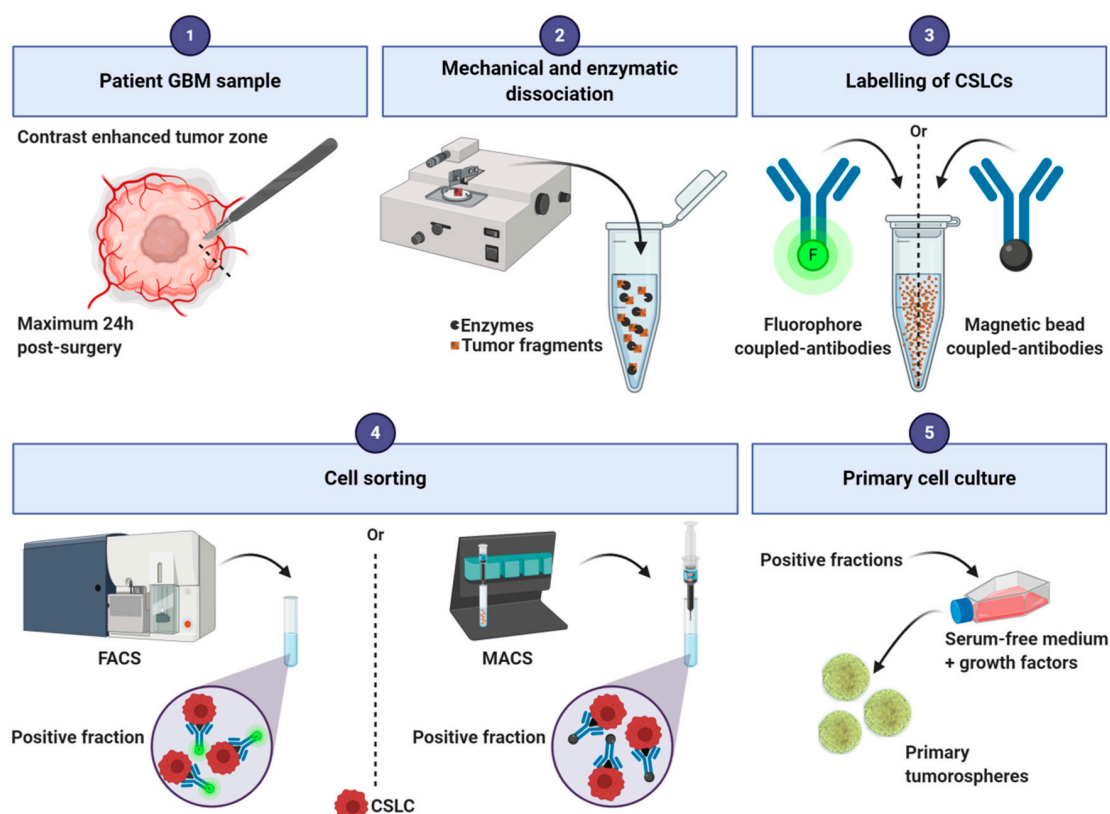 1
Patient GBM sample
Contrast enhanced tumor zone
Maximum 24h
post-surgery
2
Mechanical and enzymatic
dissociation
Enzymes
Tumor fragments
3
Labelling of CSLCs
Or
F
Fluorophore
coupled-antibodies
Magnetic bead
coupled-antibodies
4
Cell sorting
FACS
Positive fraction
Or
MACS
Positive fraction
CSLC
5
Primary cell culture
Positive fractions
Serum-free medium
+ growth factors
Primary
tumorospheres